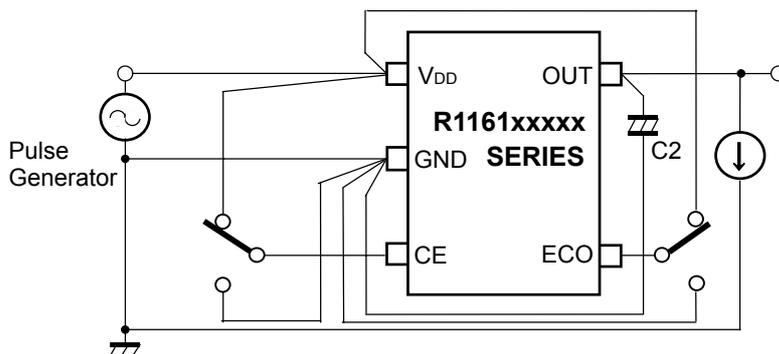 VDD
OUT
R1161xxxxx
SERIES
C2
Pulse
Generator
GND
CE
ECO